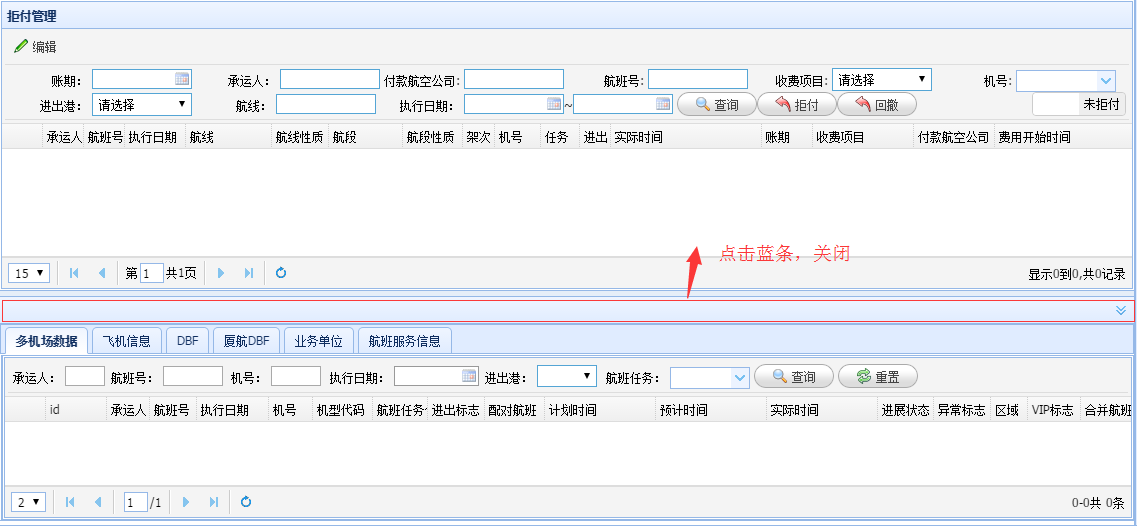 拒付管理
编辑
账期： 承运人： 付款航空公司： 航班号： 收费项目： 请选择 机号：
进出港： 请选择 航线： 执行日期： ~ 查询 拒付 回撤 未拒付
承运人 航班号 执行日期 航线 航线性质 航段 航段性质 架次 机号 任务 进出 实际时间 账期 收费项目 付款航空公司 费用开始时间
点击蓝条，关闭
15 第 1 共1页 显示0到0,共0记录
多机场数据 飞机信息 DBF 厦航DBF 业务单位 航班服务信息
承运人： 航班号： 机号： 执行日期： 进出港： 航班任务： 查询 重置
id 承运人 航班号 执行日期 机号 机型代码 航班任务 进出标志 配对航班 计划时间 预计时间 实际时间 进展状态 异常标志 区域 VIP标志 合并航班
2 1 /1 0-0共 0条